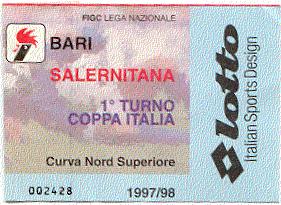 FIGC LEGA NAZIONALE
BARI
SALERNITANA
1° TURNO
COPPA ITALIA
Curva Nord Superiore
002428
1997/98
lotto
Italian Sports Design